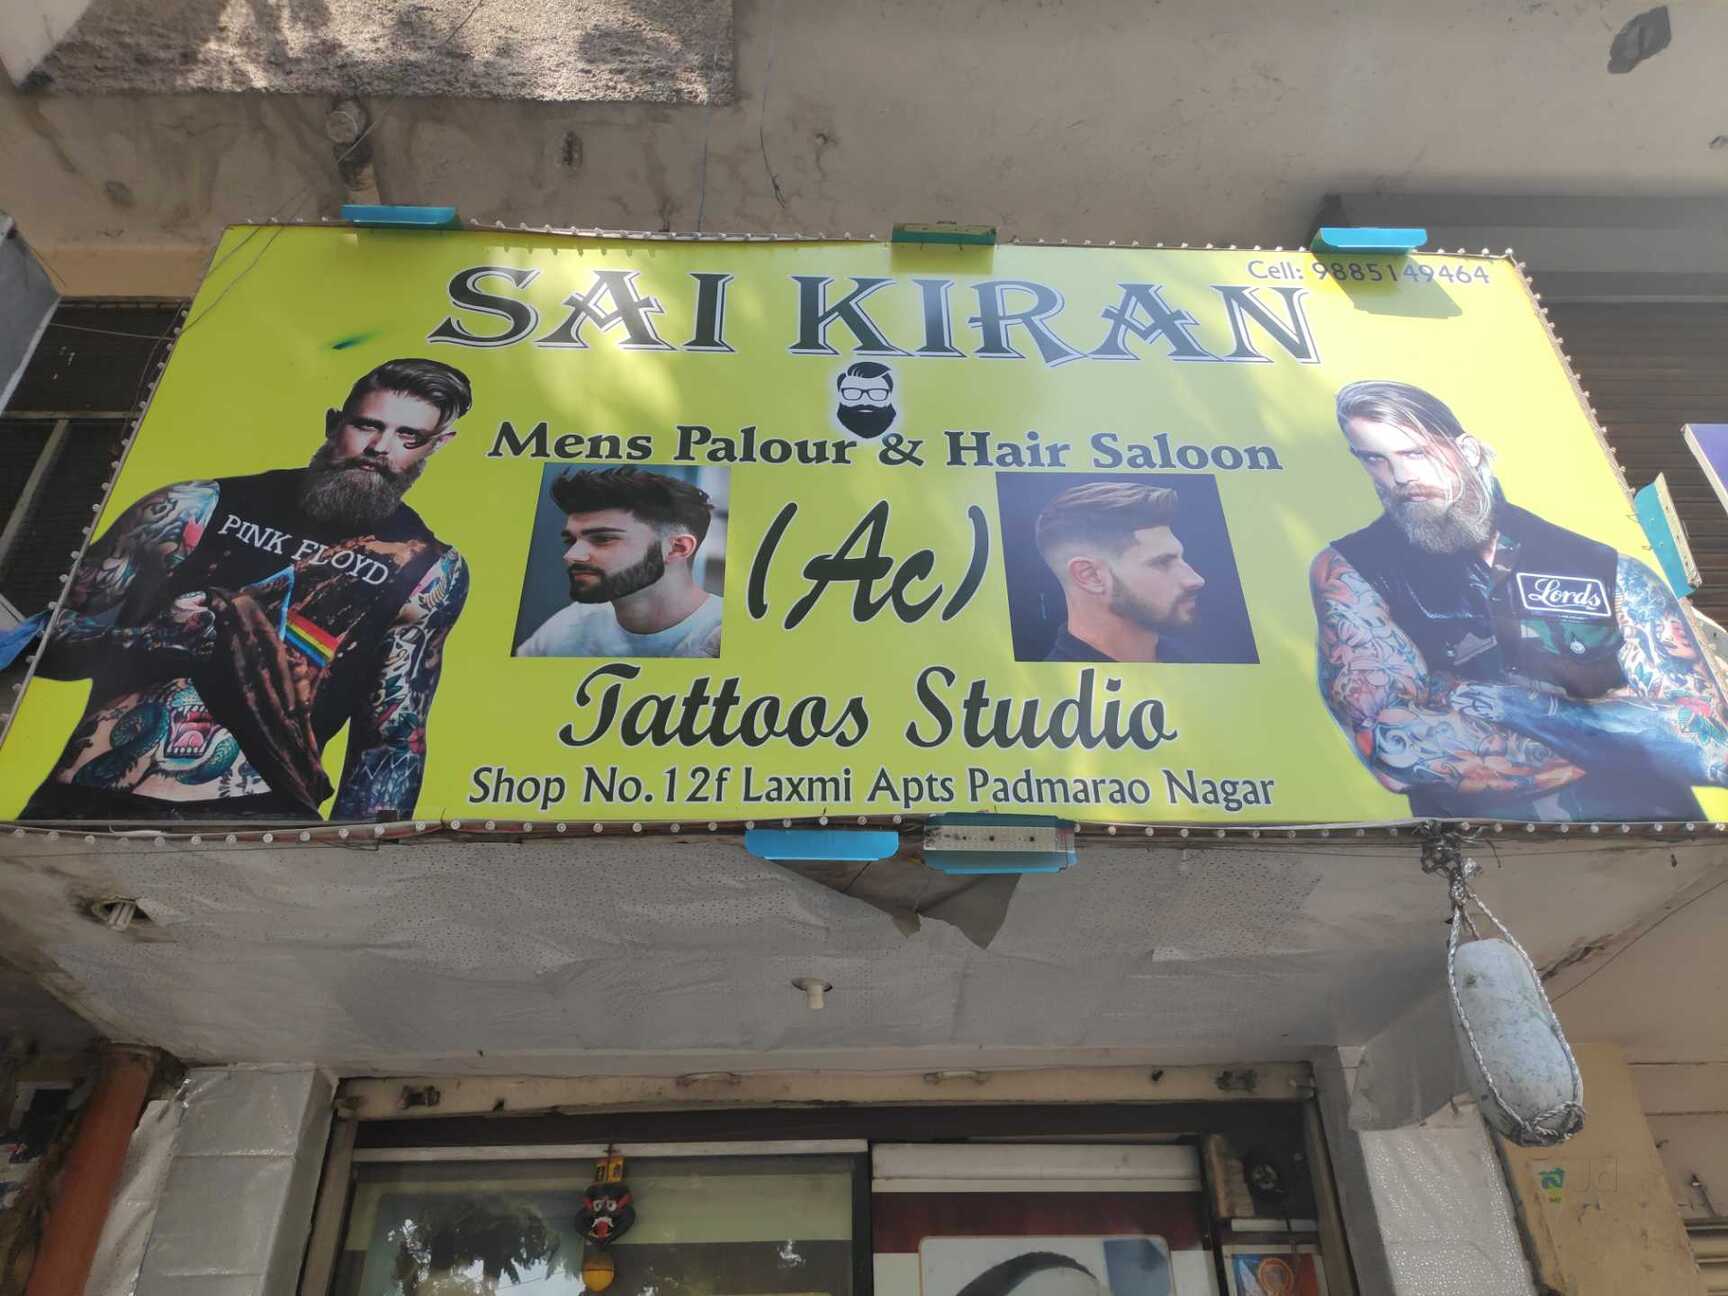 Cell: 9885149464
SAI KIRAN
Mens Palour & Hair Saloon
(Ac)
PINK FLOYD
Lords
Tattoos Studio
Shop No.12f Laxmi Apts Padmarao Nagar
Jd